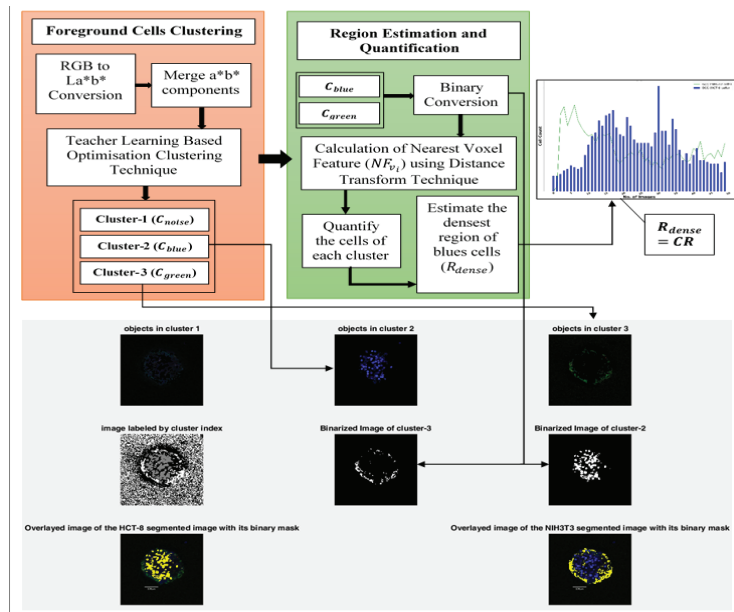 Foreground Cells Clustering
RGB to
La*b*
Conversion
Merge a*b*
components
Teacher Learning Based
Optimisation Clustering
Technique
Cluster-1 (C_noise)
Cluster-2 (C_blue)
Cluster-3 (C_green)
Region Estimation and
Quantification
C_blue
C_green
Binary
Conversion
Calculation of Nearest Voxel
Feature (NF_{v_i}) using Distance
Transform Technique
Quantify
the cells of
each cluster
Estimate the
densest region of
blues cells
(R_dense)
Cell Count
R_dense
= CR
objects in cluster 1
objects in cluster 2
objects in cluster 3
image labeled by cluster index
Binarized Image of cluster-3
Binarized Image of cluster-2
Overlayed image of the HCT-8 segmented image with its binary mask
Overlayed image of the NIH3T3 segmented image with its binary mask